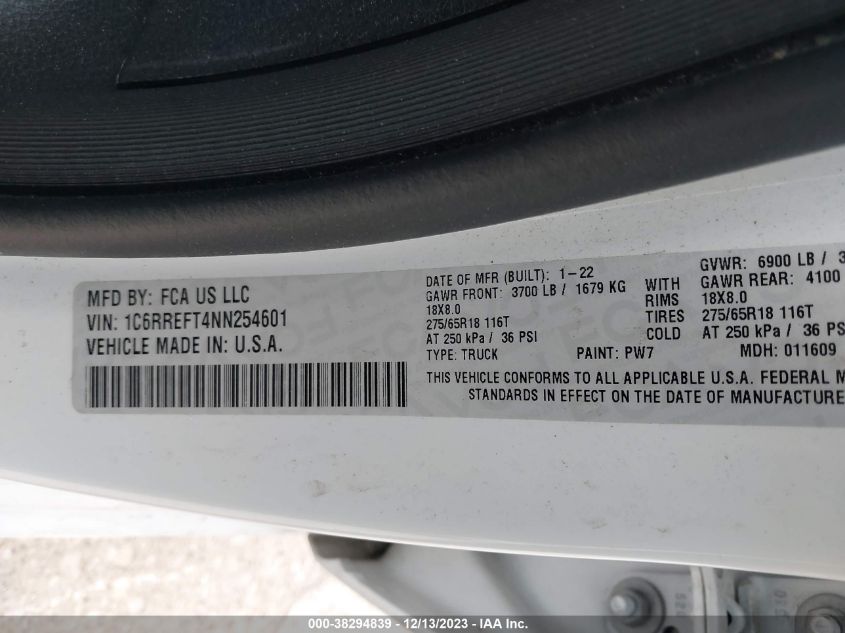 MFD BY: FCA US LLC
VIN: 1C6RREFT4NN254601
VEHICLE MADE IN: U.S.A.
DATE OF MFR (BUILT): 1-22
GAWR FRONT: 3700 LB / 1679 KG
18X8.0
275/65R18 116T
AT 250 kPa / 36 PSI
TYPE: TRUCK PAINT: PW7 MDH: 011609
WITH
RIMS
TIRES
COLD
GVWR: 6900 LB / 3
GAWR REAR: 4100
18X8.0
275/65R18 116T
AT 250 kPa / 36 PS
THIS VEHICLE CONFORMS TO ALL APPLICABLE U.S.A. FEDERAL M
STANDARDS IN EFFECT ON THE DATE OF MANUFACTURE
000-38294839 - 12/13/2023 - IAA Inc.